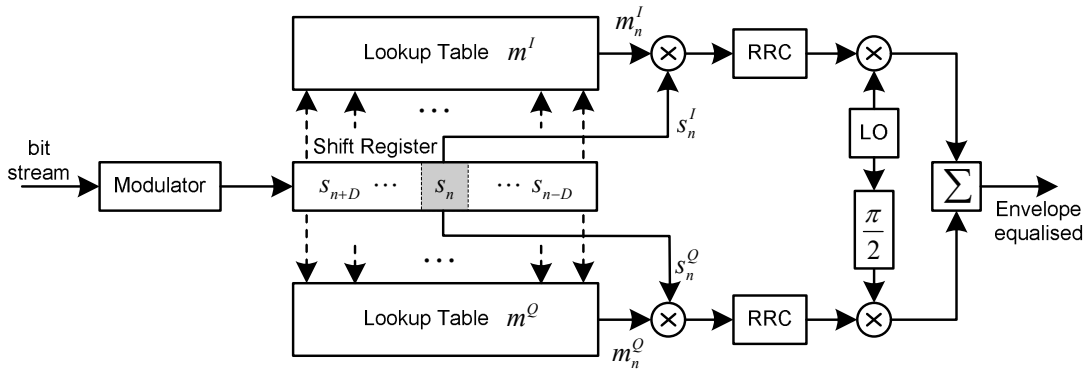 Lookup Table m^I
m_n^I
RRC
s_n^I
LO
Shift Register
bit
stream
Modulator
s_{n+D} ··· s_n ··· s_{n-D}
Σ
Envelope
equalised
π/2
s_n^Q
Lookup Table m^Q
m_n^Q
RRC
···
···